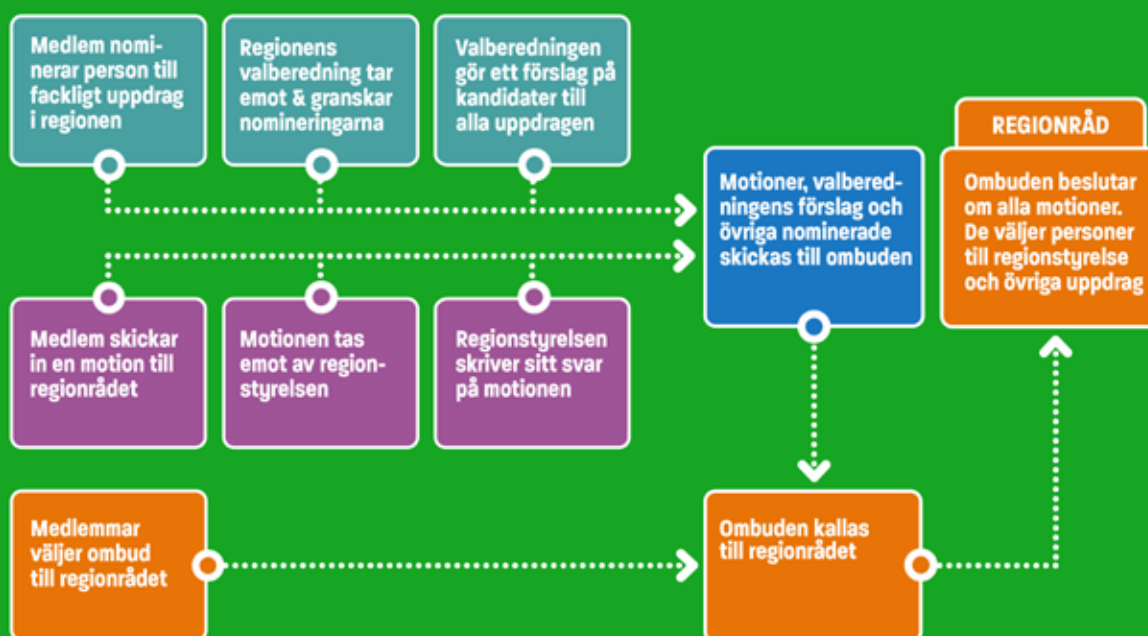 Medlem nomi-
nerar person till
fackligt uppdrag
i regionen
Regionens
valberedning tar
emot & granskar
nomineringarna
Valberedningen
gör ett förslag på
kandidater till
alla uppdragen
REGIONRÅD
Motioner, valbered-
ningens förslag och
övriga nominerade
skickas till ombuden
Ombuden beslutar
om alla motioner.
De väljer personer
till regionstyrelse
och övriga uppdrag
Medlem skickar
in en motion till
regionrådet
Motionen tas
emot av region-
styrelsen
Regionstyrelsen
skriver sitt svar
på motionen
Medlemmar
väljer ombud
till regionrådet
Ombuden kallas
till regionrådet